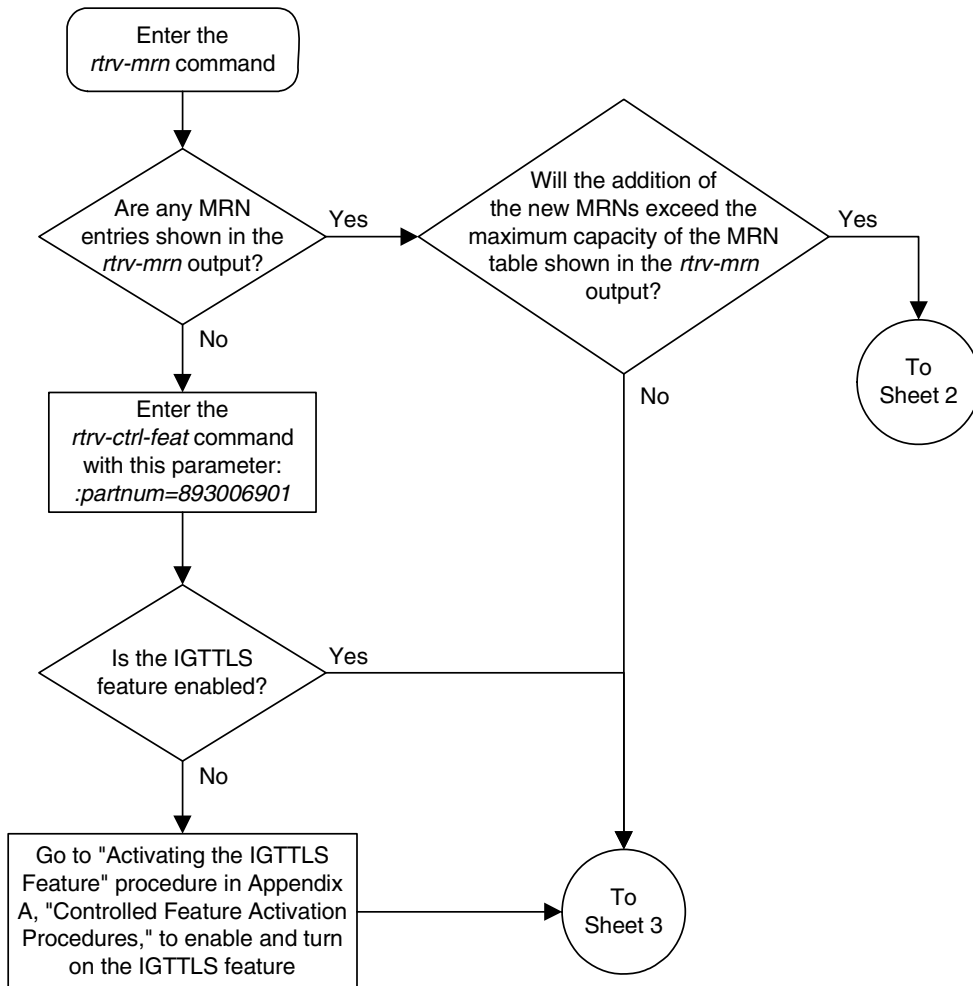 Enter the
rtrv-mrn command
Are any MRN
entries shown in the
rtrv-mrn output?
Yes
No
Will the addition of
the new MRNs exceed the
maximum capacity of the MRN
table shown in the rtrv-mrn
output?
Yes
No
To
Sheet 2
Enter the
rtrv-ctrl-feat command
with this parameter:
:partnum=893006901
Is the IGTTLS
feature enabled?
Yes
No
Go to "Activating the IGTTLS
Feature" procedure in Appendix
A, "Controlled Feature Activation
Procedures," to enable and turn
on the IGTTLS feature
To
Sheet 3